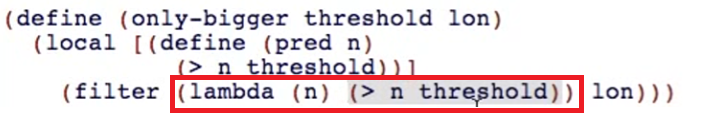 (define (only-bigger threshold lon)
  (local [(define (pred n)
            (> n threshold))]
    (filter (lambda (n) (> n threshold)) lon)))